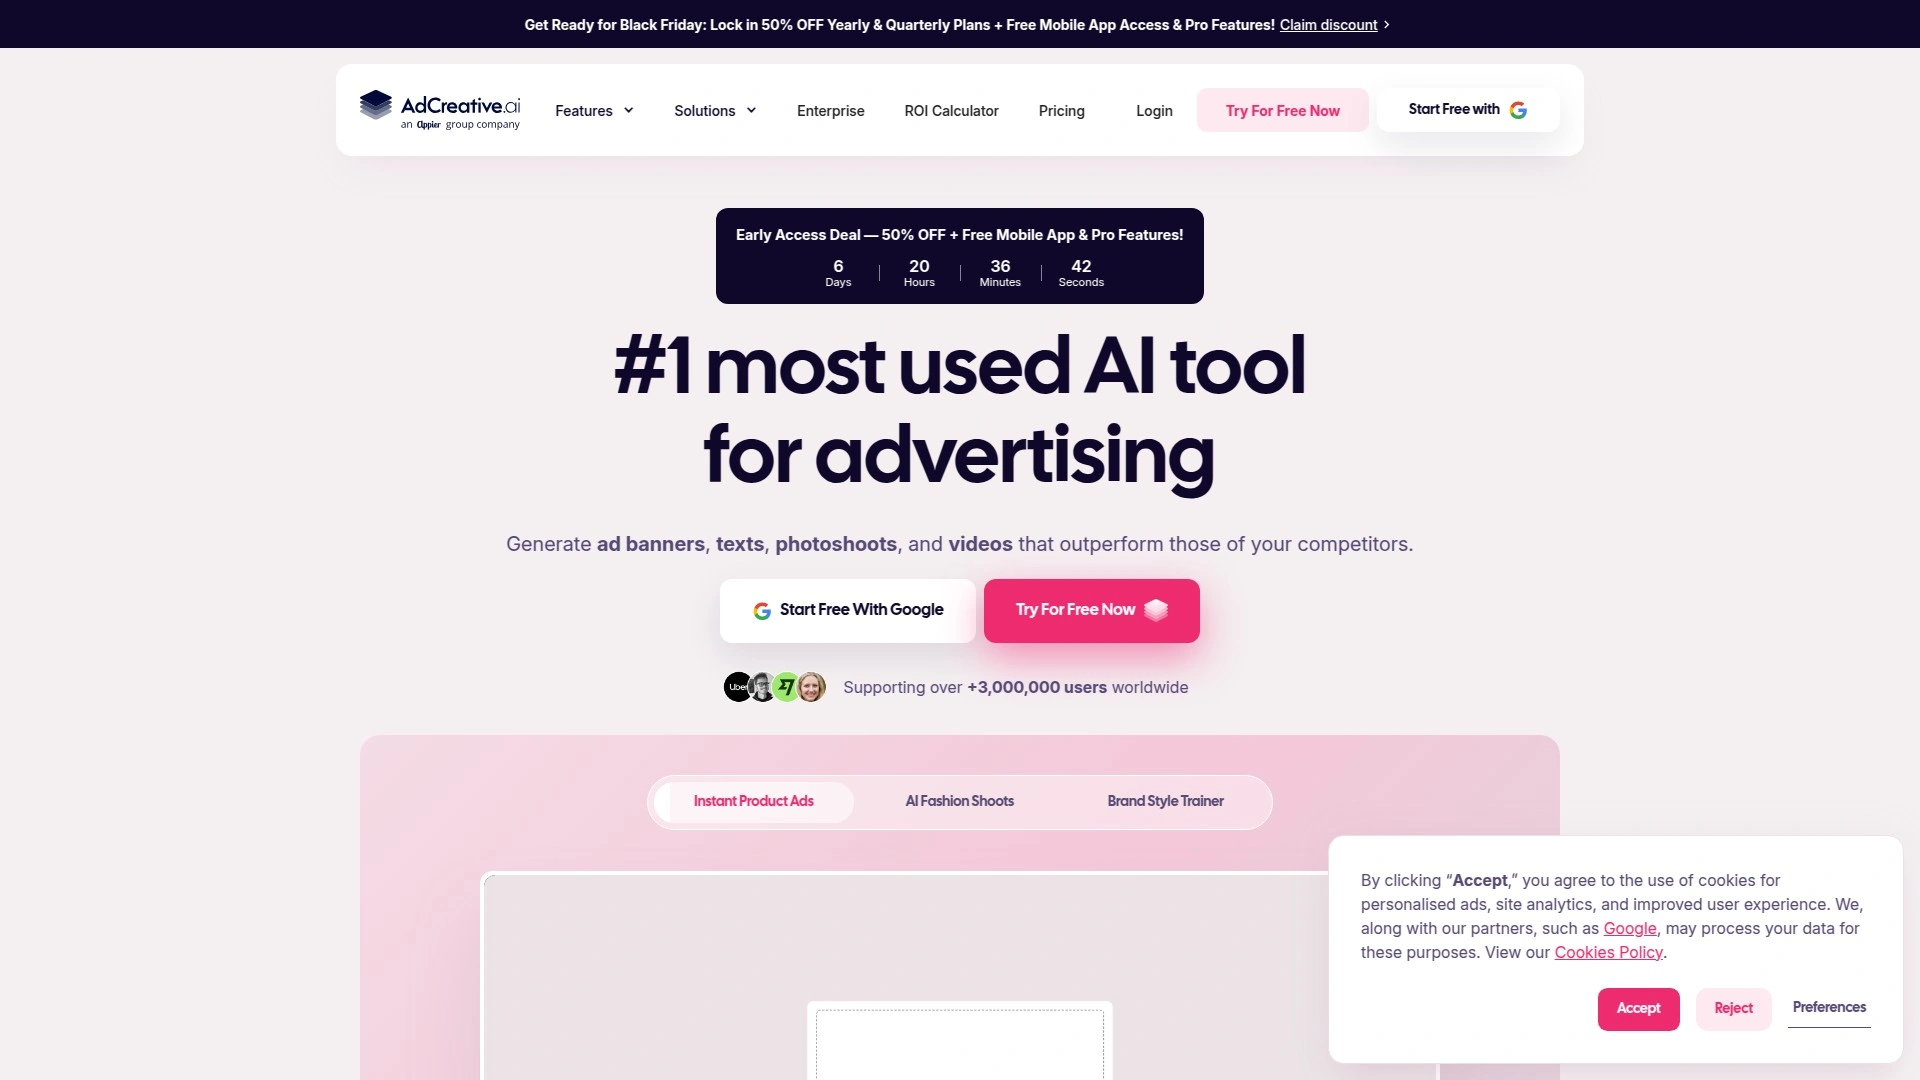 Get Ready for Black Friday: Lock in 50% OFF Yearly & Quarterly Plans + Free Mobile App Access & Pro Features! Claim discount
AdCreative.ai
an Appier group company
Features
Solutions
Enterprise
ROI Calculator
Pricing
Login
Try For Free Now
Start Free with
Early Access Deal — 50% OFF + Free Mobile App & Pro Features!
6 20 36 42
Days Hours Minutes Seconds
#1 most used AI tool
for advertising
Generate ad banners, texts, photoshoots, and videos that outperform those of your competitors.
Start Free With Google
Try For Free Now
Uber
Supporting over +3,000,000 users worldwide
Instant Product Ads
AI Fashion Shoots
Brand Style Trainer
By clicking “Accept,” you agree to the use of cookies for
personalised ads, site analytics, and improved user experience. We,
along with our partners, such as Google, may process your data for
these purposes. View our Cookies Policy.
Accept
Reject
Preferences